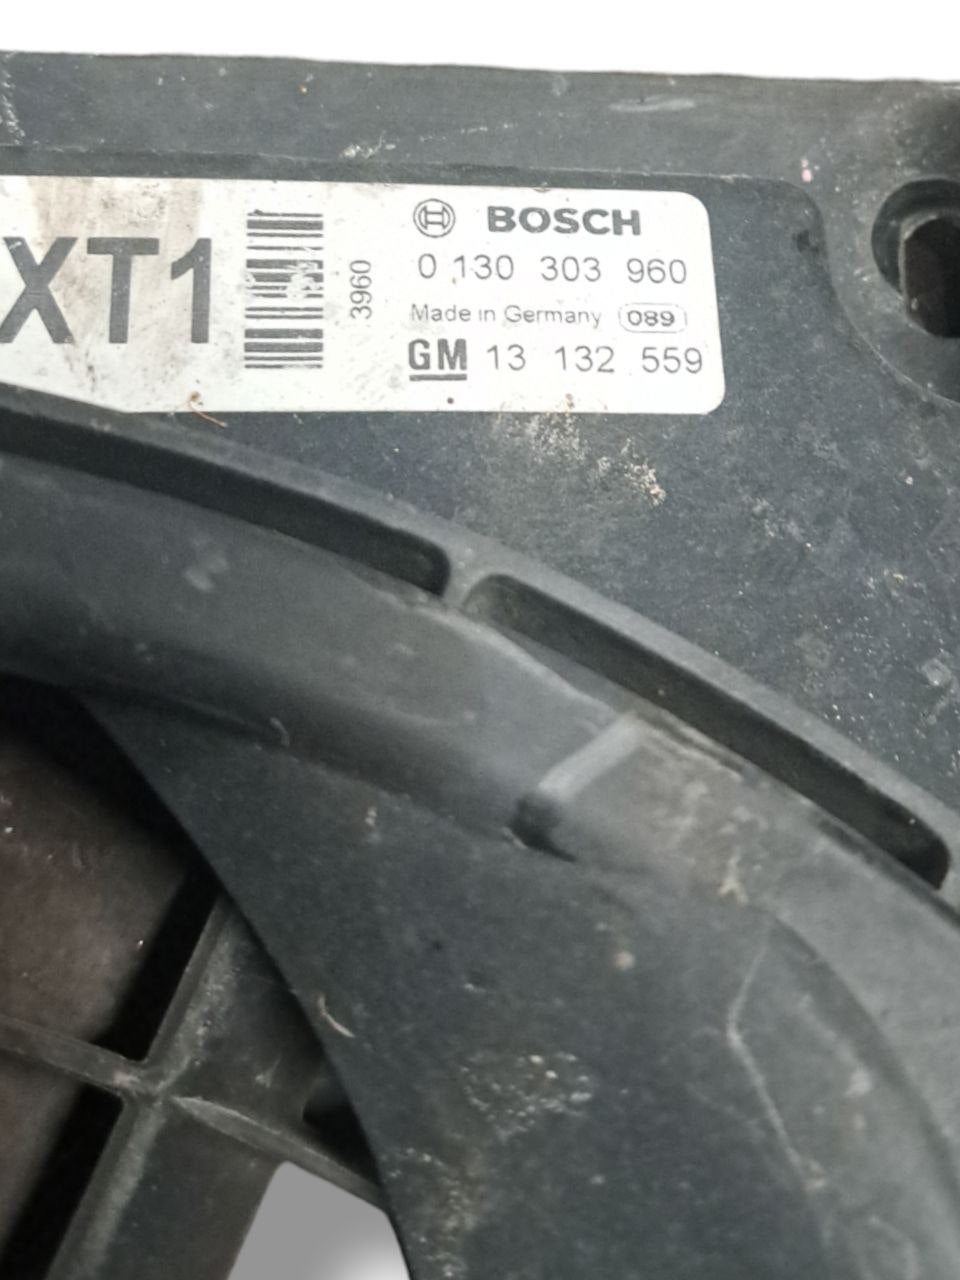 XT1
3960
BOSCH
0 130 303 960
Made in Germany 089
GM 13 132 559